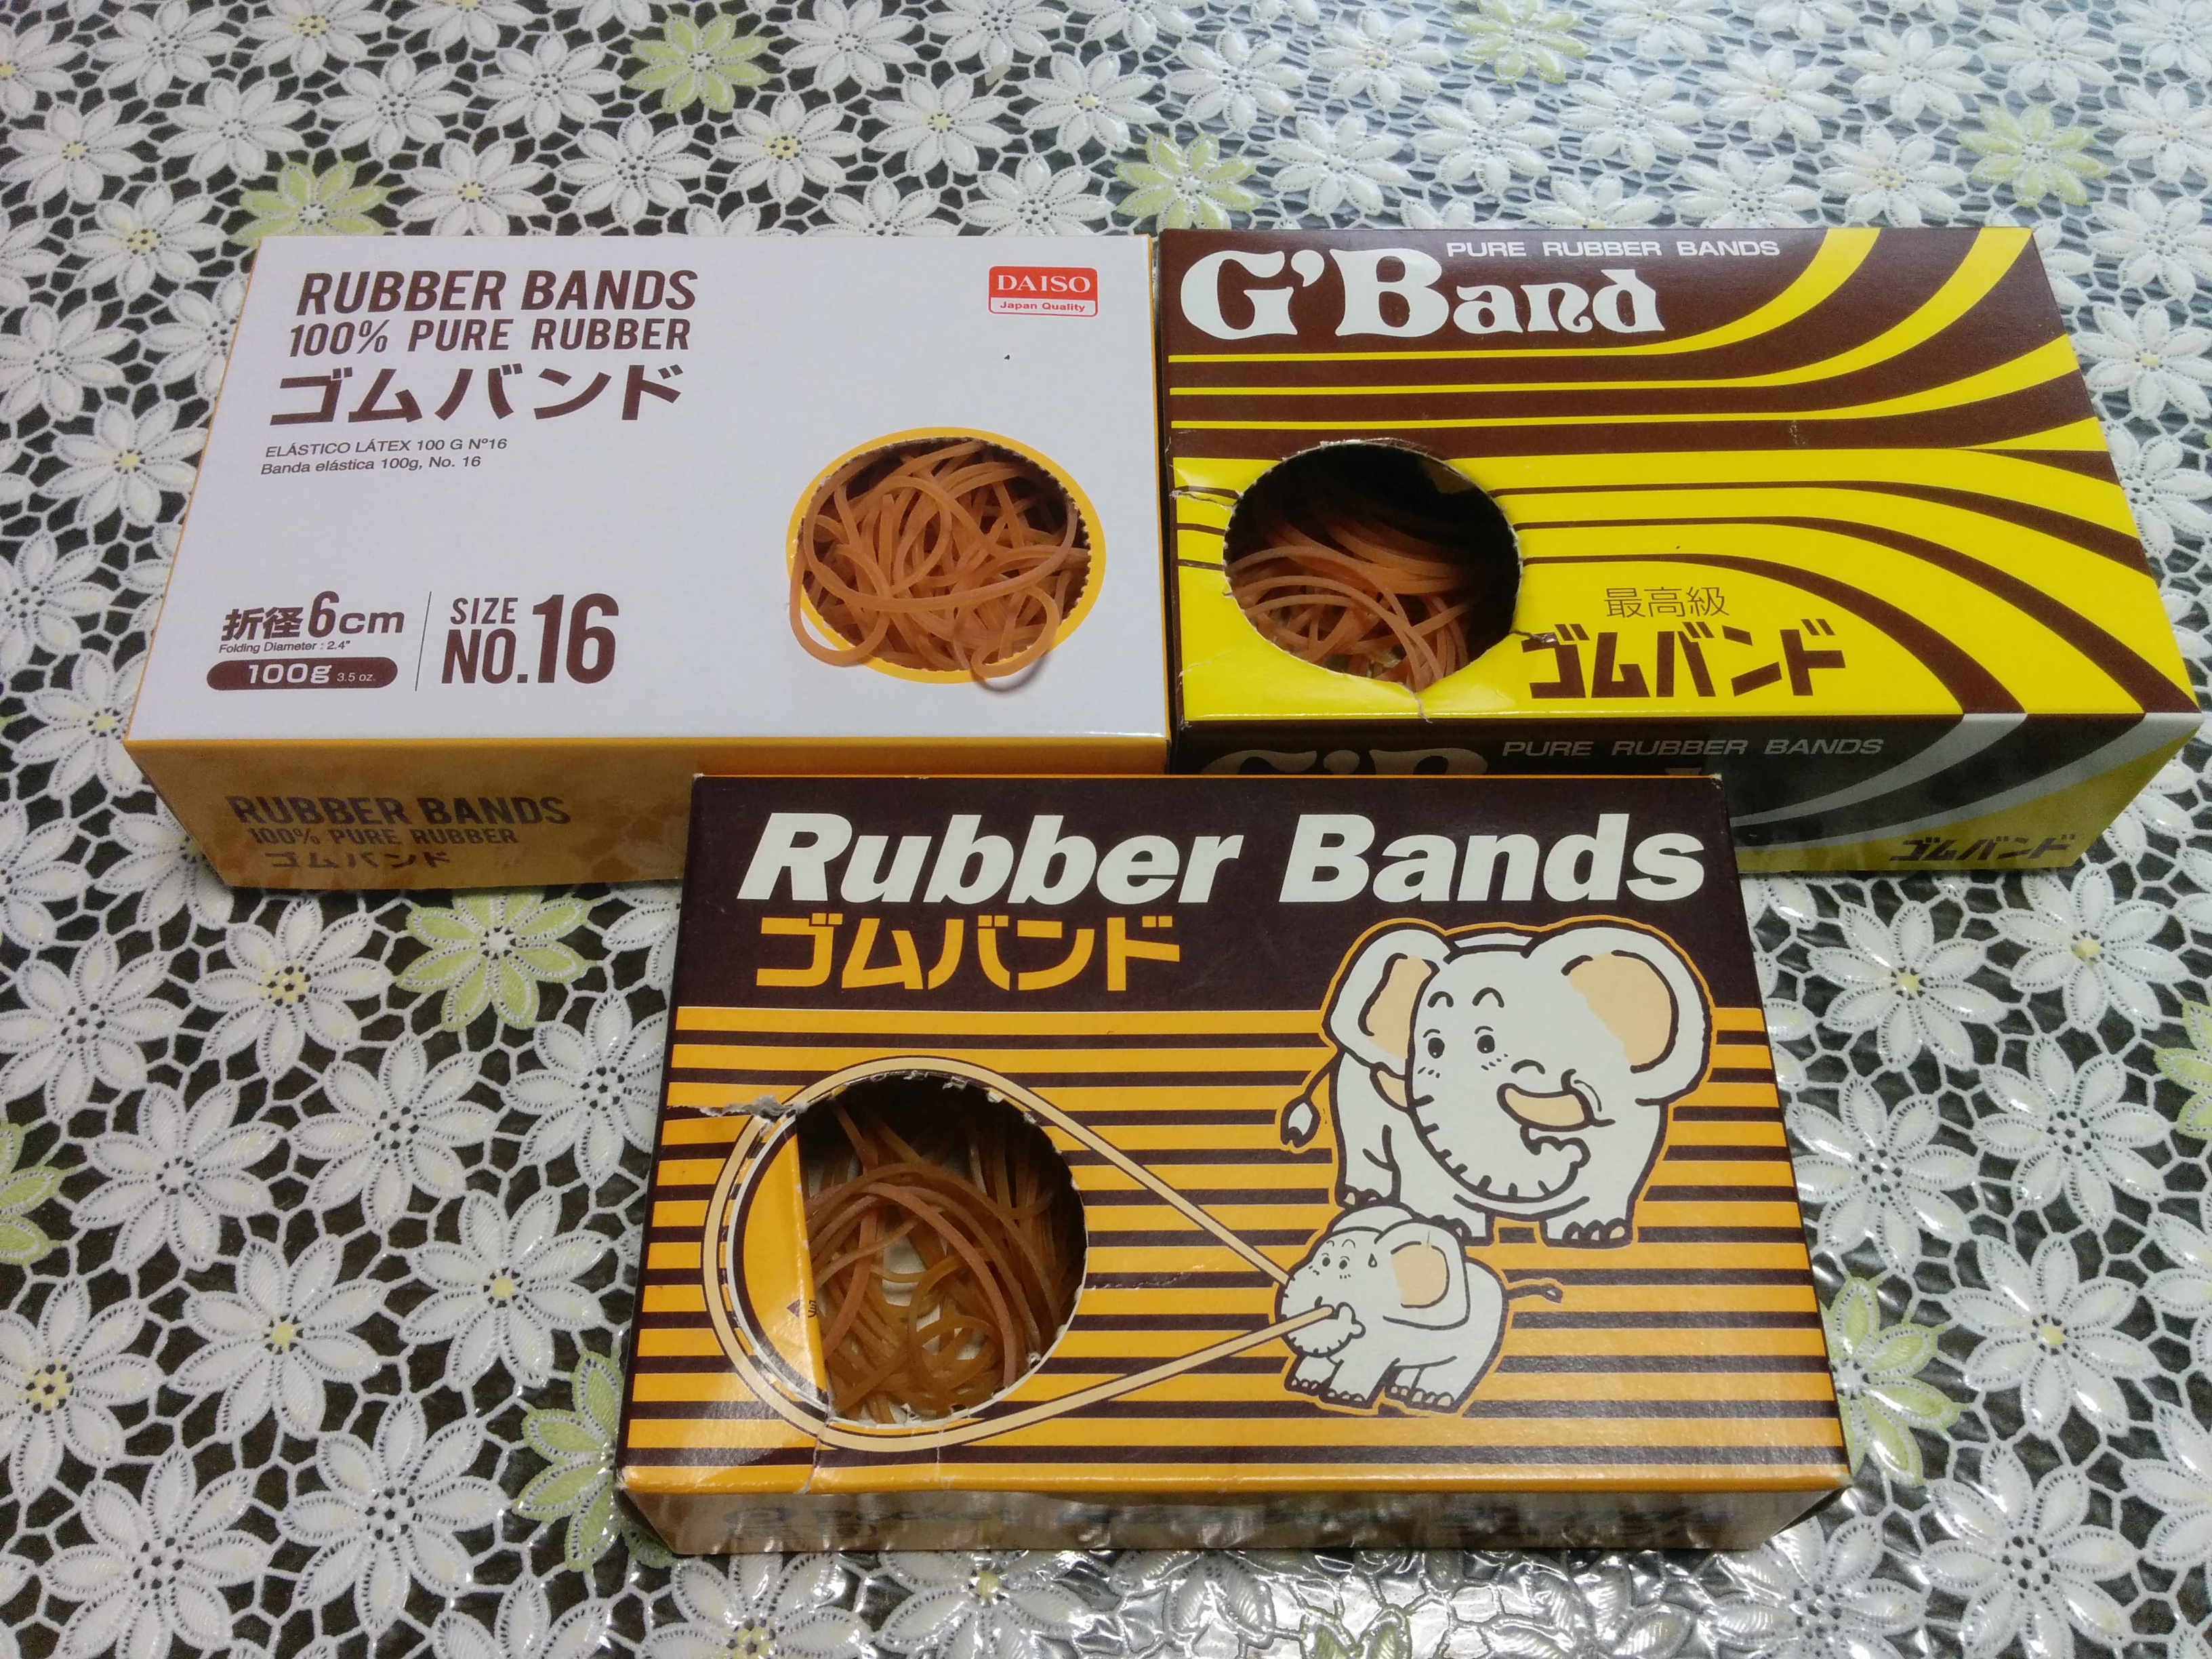 RUBBER BANDS
100% PURE RUBBER
ゴムバンド
ELÁSTICO LÁTEX 100 G Nº16
Banda elástica 100g, No. 16
DAISO
Japan Quality
折径6cm
Folding Diameter : 2.4"
100g 3.5 oz.
SIZE
NO.16
RUBBER BANDS
100% PURE RUBBER
ゴムバンド
PURE RUBBER BANDS
G'Band
最高級
ゴムバンド
PURE RUBBER BANDS
ゴムバンド
Rubber Bands
ゴムバンド